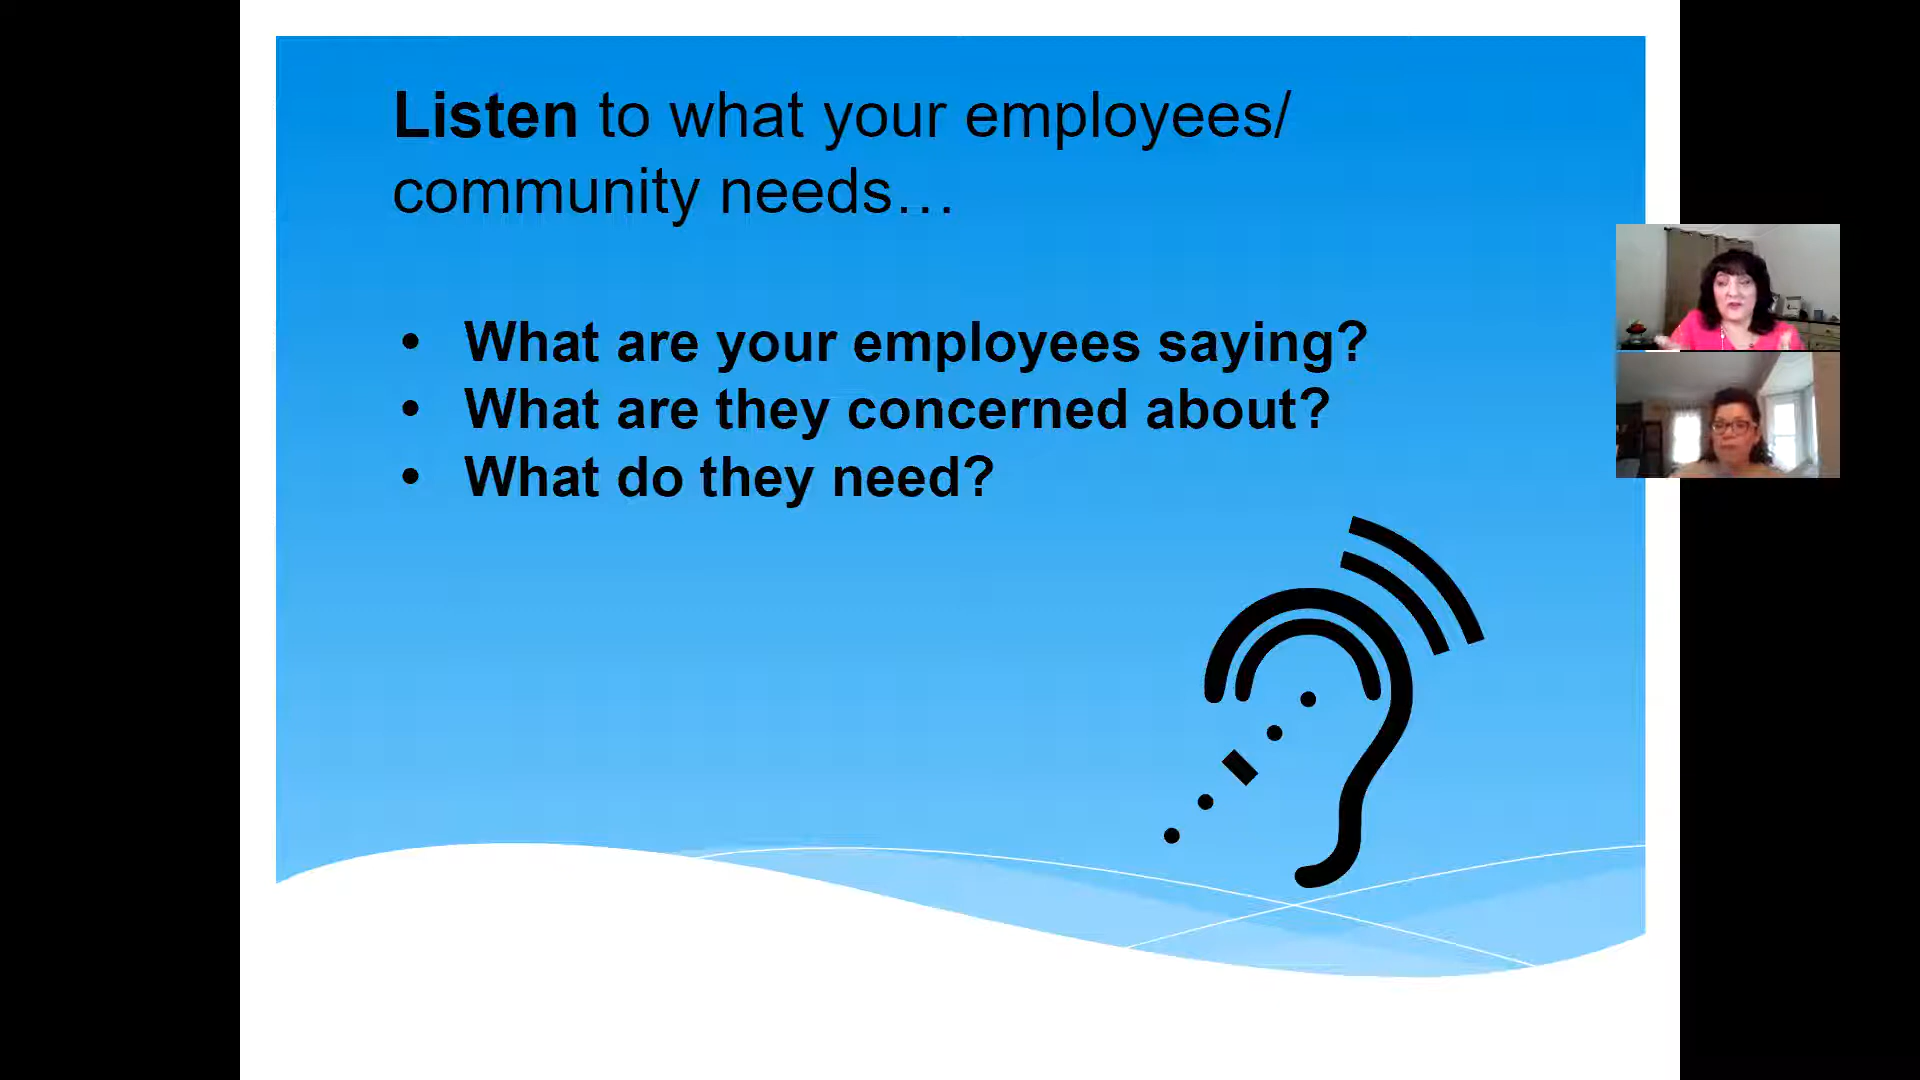 Listen to what your employees/
community needs…
• What are your employees saying?
• What are they concerned about?
• What do they need?